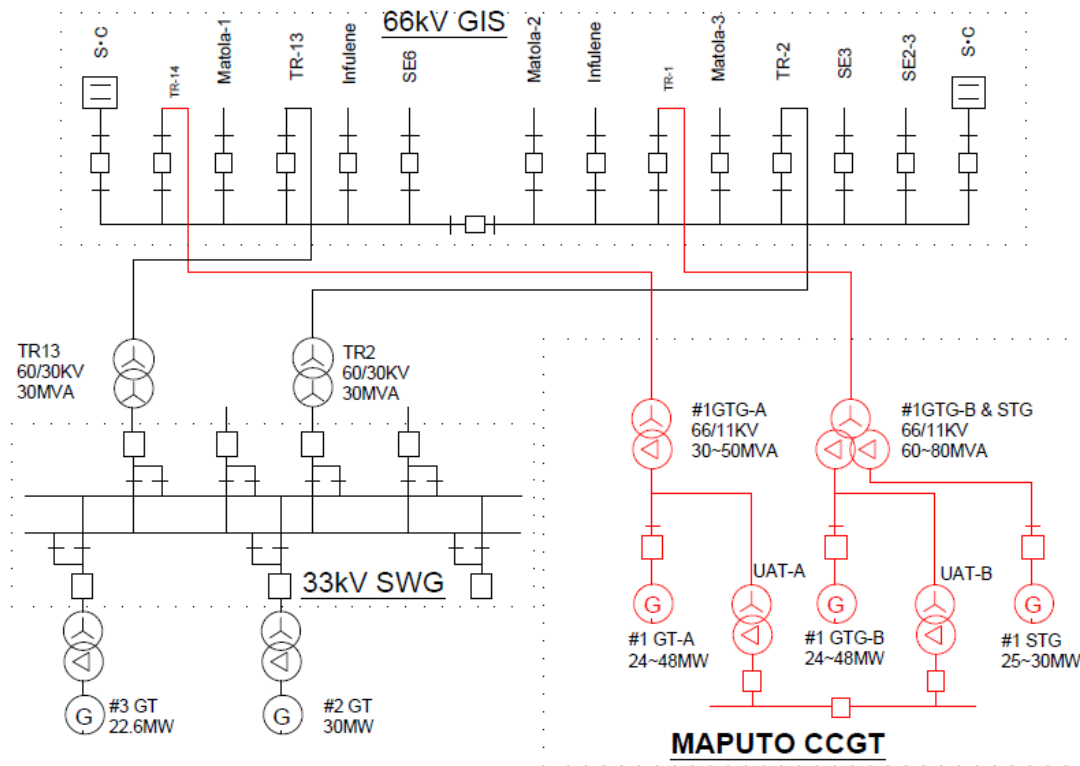 66kV GIS
S·C
TR-14
Matola-1
TR-13
Infulene
SE6
Matola-2
Infulene
TR-1
Matola-3
TR-2
SE3
SE2-3
S·C
TR13
60/30KV
30MVA
TR2
60/30KV
30MVA
#1GTG-A
66/11KV
30~50MVA
#1GTG-B & STG
66/11KV
60~80MVA
33kV SWG
UAT-A
UAT-B
G
#1 GT-A
24~48MW
G
#1 GTG-B
24~48MW
G
#1 STG
25~30MW
G
#3 GT
22.6MW
G
#2 GT
30MW
MAPUTO CCGT